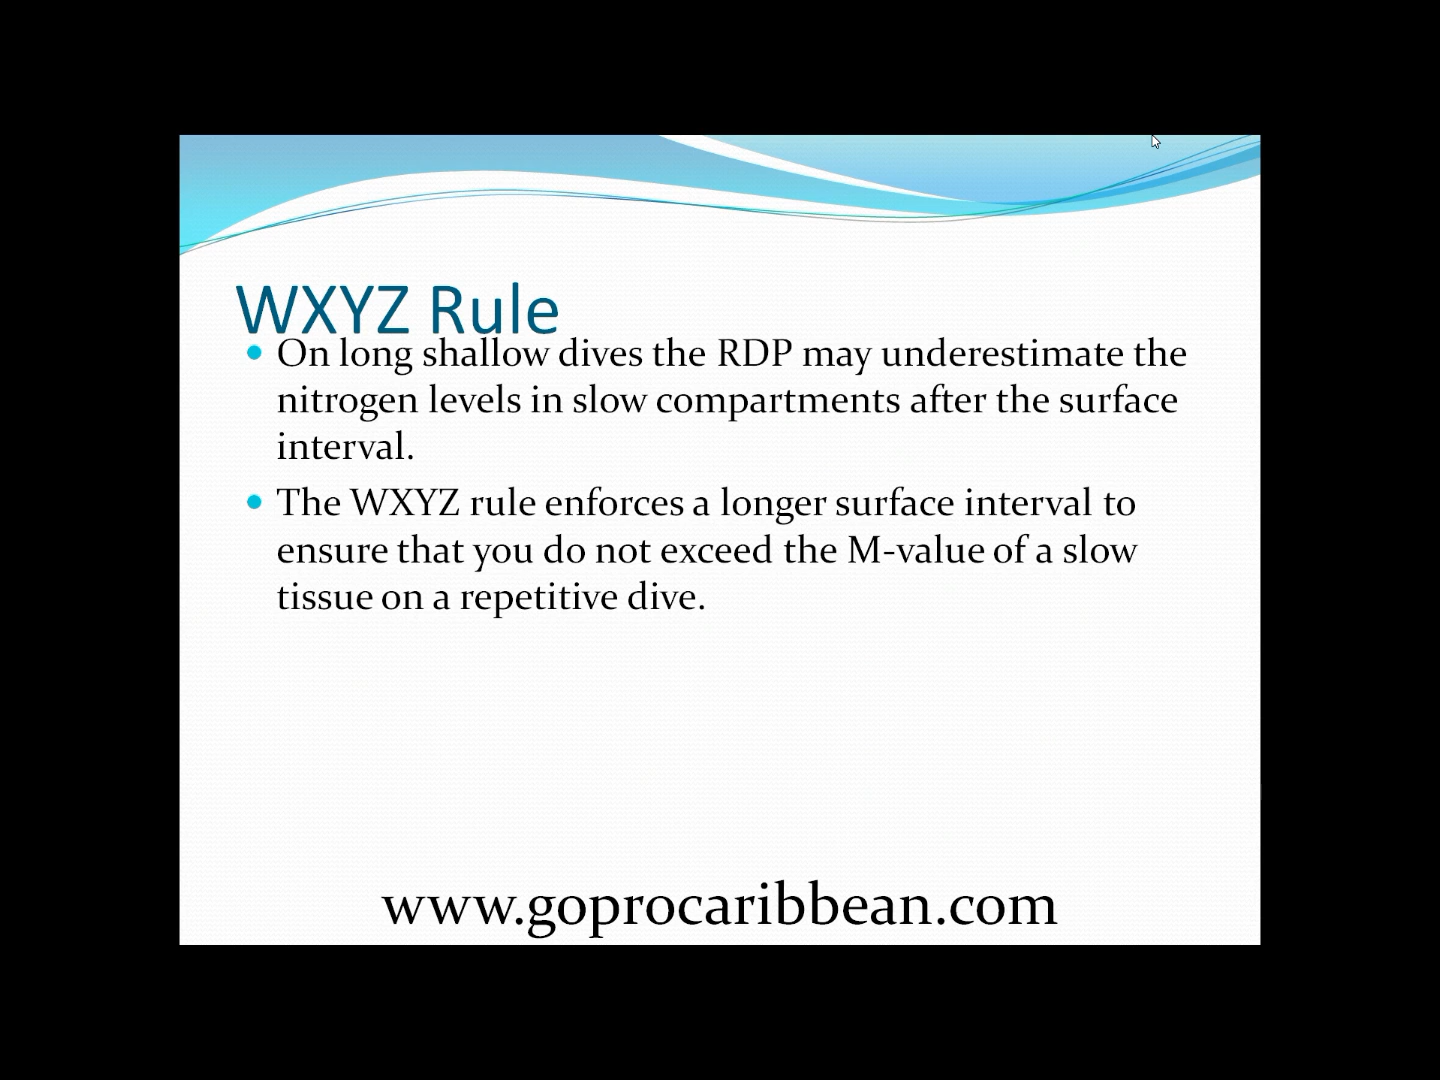 WXYZ Rule
On long shallow dives the RDP may underestimate the
nitrogen levels in slow compartments after the surface
interval.
The WXYZ rule enforces a longer surface interval to
ensure that you do not exceed the M-value of a slow
tissue on a repetitive dive.
www.goprocaribbean.com